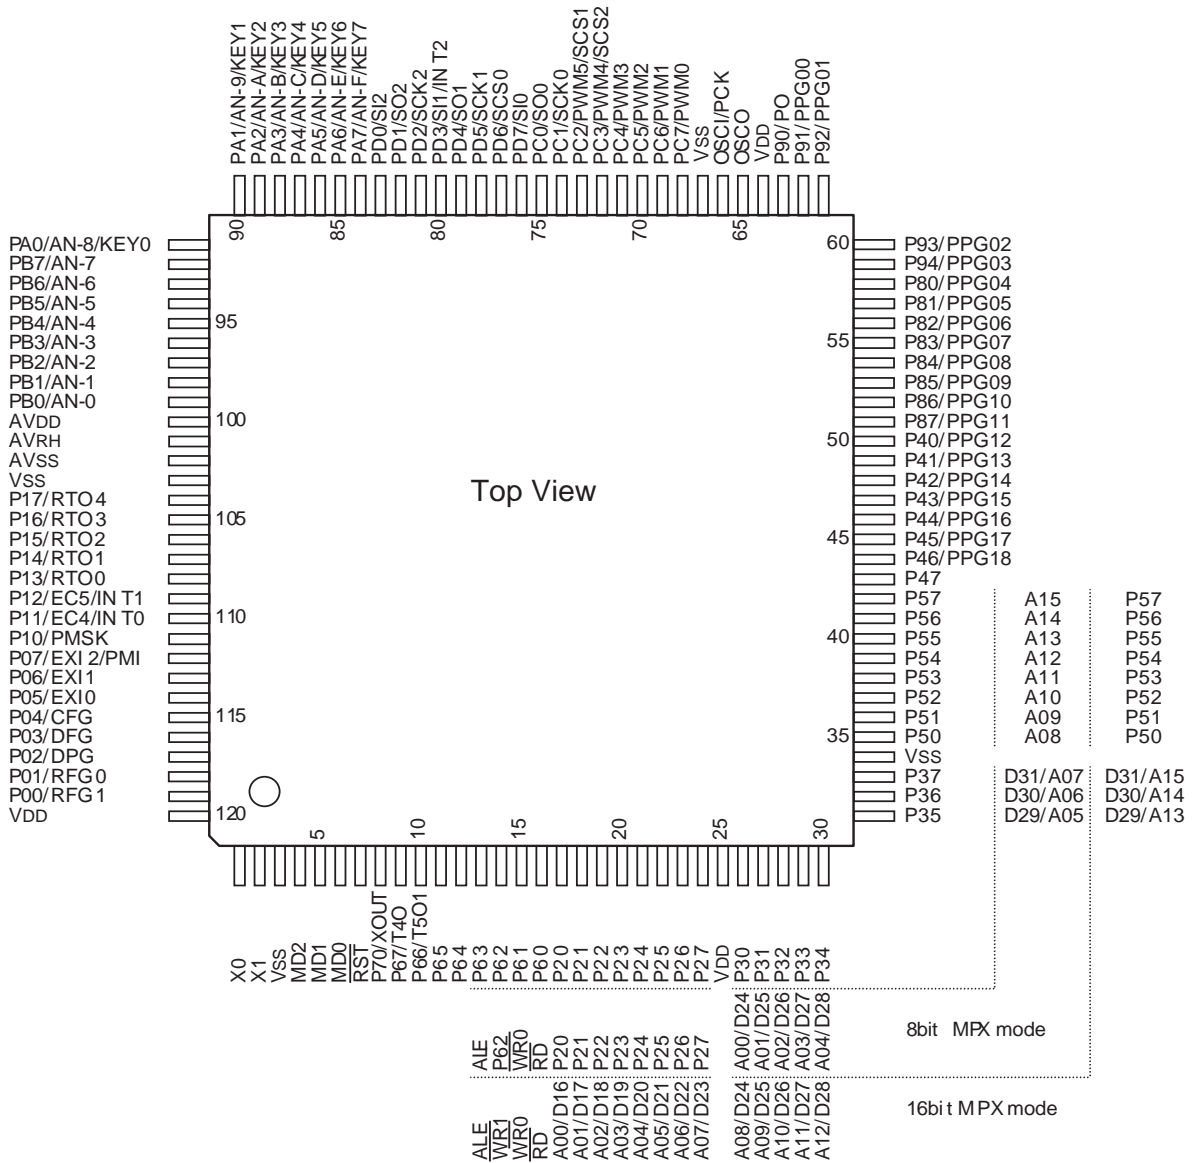 PA1/AN-9/KEY1
PA2/AN-A/KEY2
PA3/AN-B/KEY3
PA4/AN-C/KEY4
PA5/AN-D/KEY5
PA6/AN-E/KEY6
PA7/AN-F/KEY7
PD0/SI2
PD1/SO2
PD2/SCK2
PD3/SI1/INT2
PD4/SO1
PD5/SCK1
PD6/SCS0
PD7/SI0
PC0/SO0
PC1/SCK0
PC2/PWM5/SCS1
PC3/PWM4/SCS2
PC4/PWM3
PC5/PWM2
PC6/PWM1
PC7/PWM0
VSS
OSCI/PCK
OSCO
VDD
P90/PO
P91/PPG00
P92/PPG01
90
85
80
75
70
65
PA0/AN-8/KEY0
PB7/AN-7
PB6/AN-6
PB5/AN-5
PB4/AN-4
PB3/AN-3
PB2/AN-2
PB1/AN-1
PB0/AN-0
AVDD
AVRH
AVSS
VSS
P17/RTO4
P16/RTO3
P15/RTO2
P14/RTO1
P13/RTO0
P12/EC5/INT1
P11/EC4/INT0
P10/PMSK
P07/EXI2/PMI
P06/EXI1
P05/EXI0
P04/CFG
P03/DFG
P02/DPG
P01/RFG0
P00/RFG1
VDD
95
100
105
110
115
120
Top View
60
55
50
45
40
35
P93/PPG02
P94/PPG03
P80/PPG04
P81/PPG05
P82/PPG06
P83/PPG07
P84/PPG08
P85/PPG09
P86/PPG10
P87/PPG11
P40/PPG12
P41/PPG13
P42/PPG14
P43/PPG15
P44/PPG16
P45/PPG17
P46/PPG18
P47
P57 A15 P57
P56 A14 P56
P55 A13 P55
P54 A12 P54
P53 A11 P53
P52 A10 P52
P51 A09 P51
P50 A08 P50
VSS
P37 D31/A07 D31/A15
P36 D30/A06 D30/A14
P35 D29/A05 D29/A13
5
10
15
20
25
30
X0
X1
VSS
MD2
MD1
MD0
RST
P70/XOUT
P67/T4O
P66/T5O1
P65
P64
P63
P62
P61
P60
P20
P21
P22
P23
P24
P25
P26
P27
VDD
P30
P31
P32
P33
P34
ALE
P62
WR0
RD
P20
P21
P22
P23
P24
P25
P26
P27
A00/D24
A01/D25
A02/D26
A03/D27
A04/D28
8bit MPX mode
ALE
WR1
WR0
RD
A00/D16
A01/D17
A02/D18
A03/D19
A04/D20
A05/D21
A06/D22
A07/D23
A08/D24
A09/D25
A10/D26
A11/D27
A12/D28
16bit MPX mode